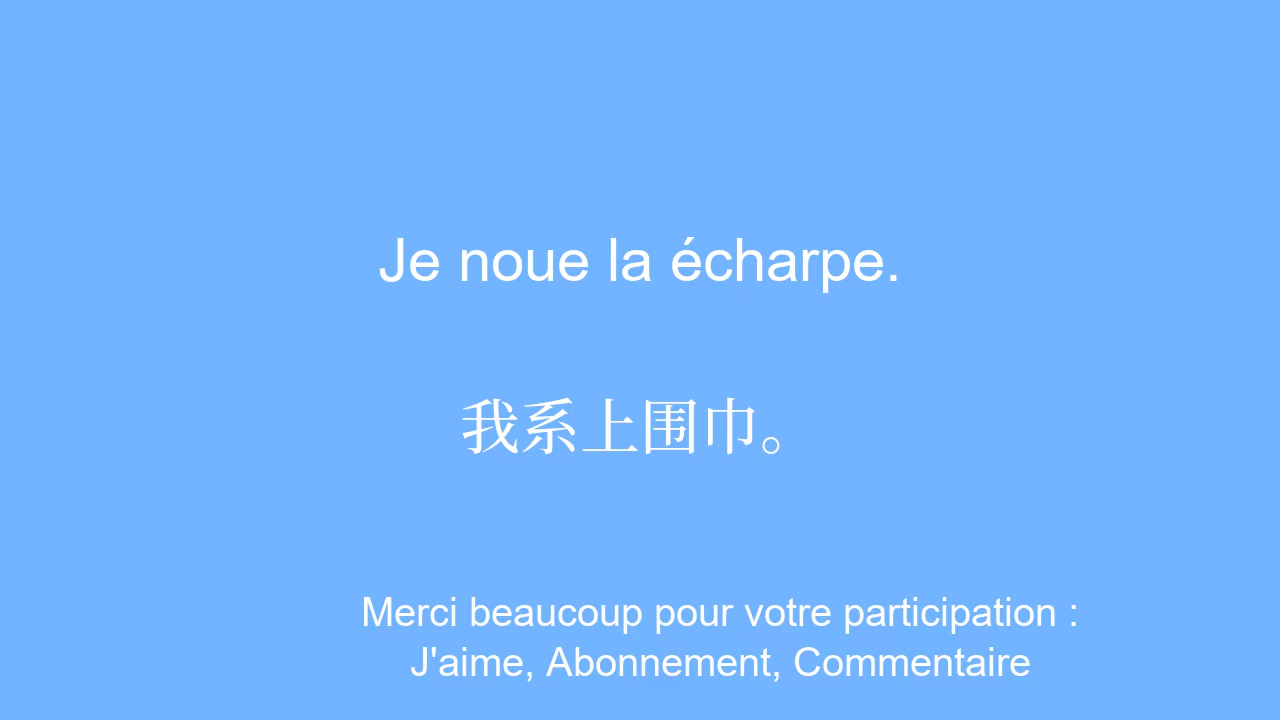 Je noue la écharpe.
我系上围巾。
Merci beaucoup pour votre participation :
J'aime, Abonnement, Commentaire